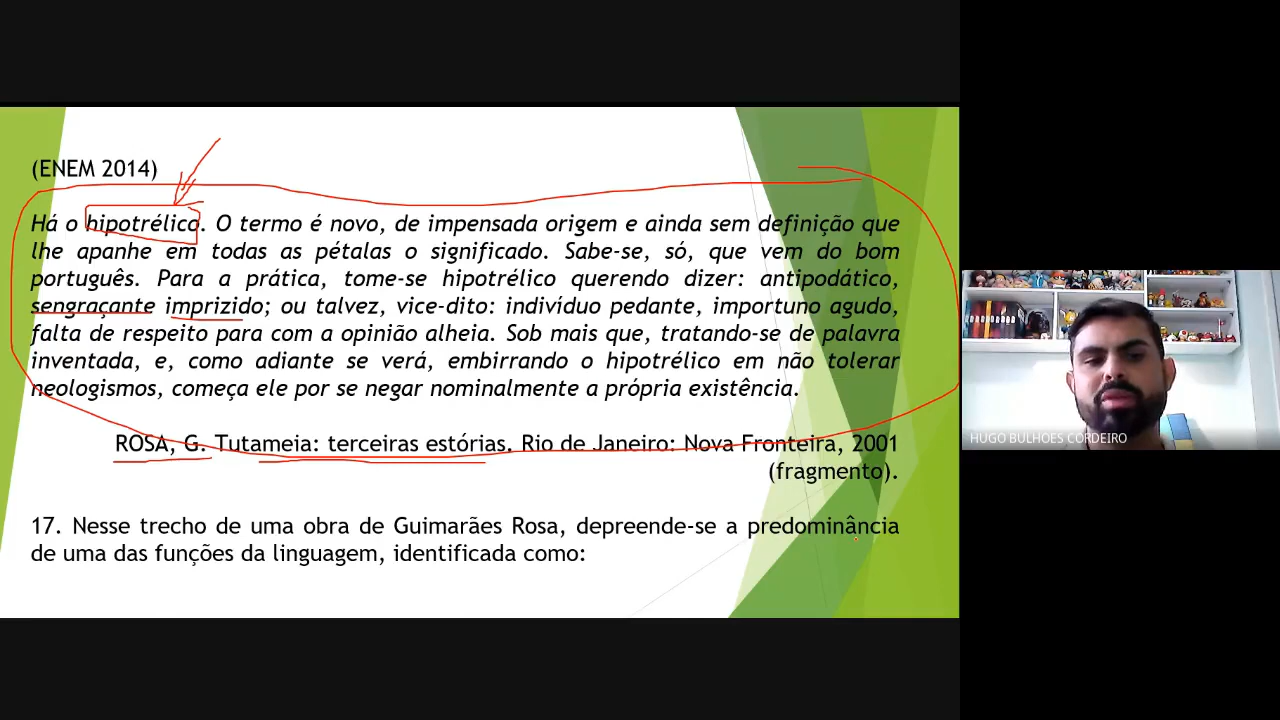 (ENEM 2014)
Há o hipotrélico. O termo é novo, de impensada origem e ainda sem definição que
lhe apanhe em todas as pétalas o significado. Sabe-se, só, que vem do bom
português. Para a prática, tome-se hipotrélico querendo dizer: antipodático,
sengraçante imprizido; ou talvez, vice-dito: indivíduo pedante, importuno agudo,
falta de respeito para com a opinião alheia. Sob mais que, tratando-se de palavra
inventada, e, como adiante se verá, embirrando o hipotrélico em não tolerar
neologismos, começa ele por se negar nominalmente a própria existência.
ROSA, G. Tutameia: terceiras estórias. Rio de Janeiro: Nova Fronteira, 2001
(fragmento).
17. Nesse trecho de uma obra de Guimarães Rosa, depreende-se a predominância
de uma das funções da linguagem, identificada como:
HUGO BULHOES CORDEIRO